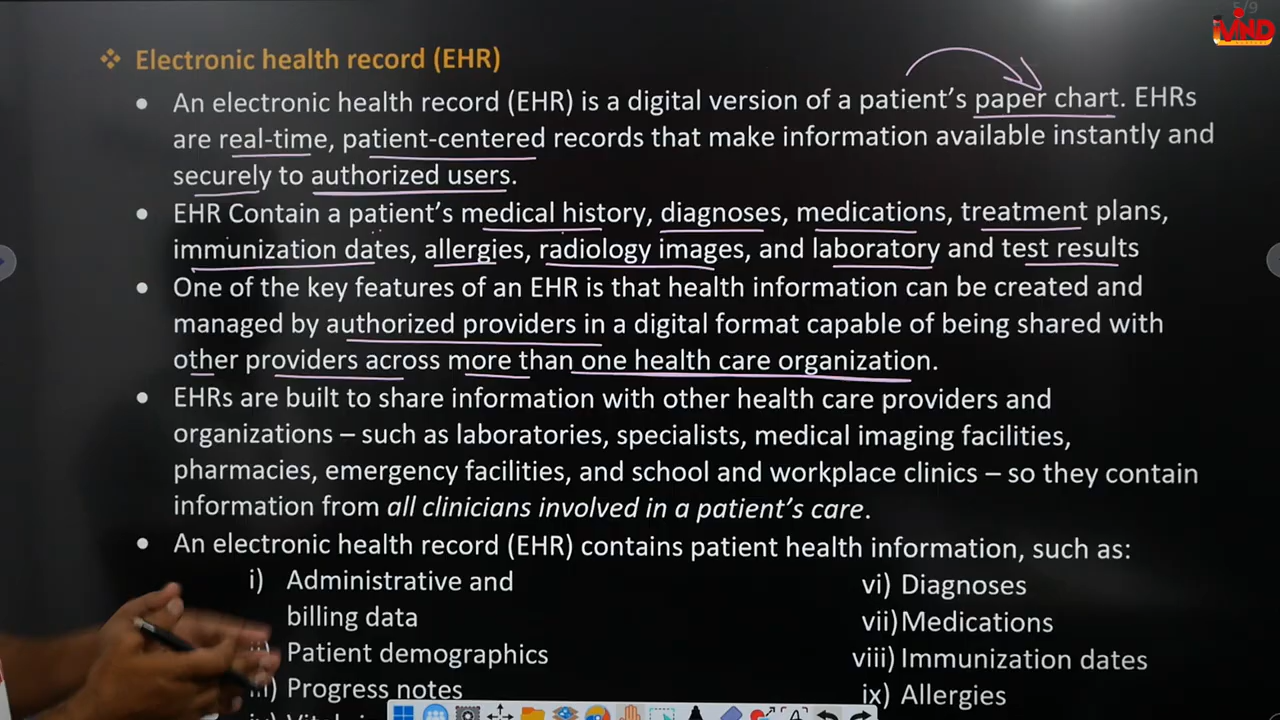 5/9
iMIND
❖ Electronic health record (EHR)
• An electronic health record (EHR) is a digital version of a patient's paper chart. EHRs
are real-time, patient-centered records that make information available instantly and
securely to authorized users.
• EHR Contain a patient's medical history, diagnoses, medications, treatment plans,
immunization dates, allergies, radiology images, and laboratory and test results
• One of the key features of an EHR is that health information can be created and
managed by authorized providers in a digital format capable of being shared with
other providers across more than one health care organization.
• EHRs are built to share information with other health care providers and
organizations – such as laboratories, specialists, medical imaging facilities,
pharmacies, emergency facilities, and school and workplace clinics – so they contain
information from all clinicians involved in a patient's care.
• An electronic health record (EHR) contains patient health information, such as:
i) Administrative and
billing data
Patient demographics
Progress notes
vi) Diagnoses
vii) Medications
viii) Immunization dates
ix) Allergies